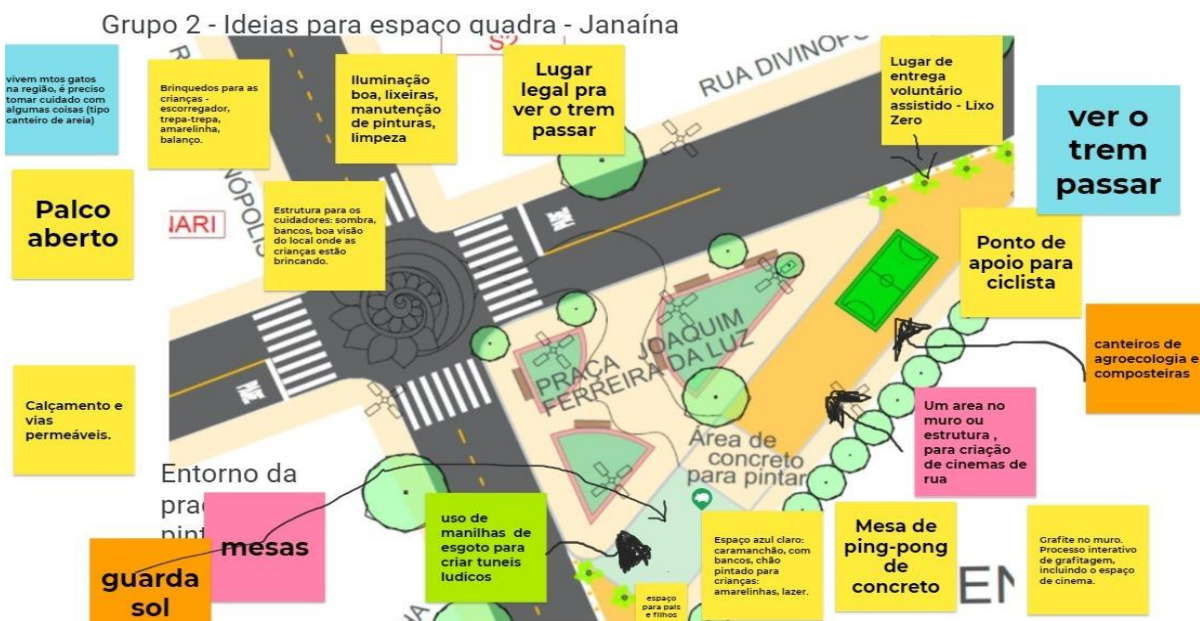 Grupo 2 - Ideias para espaço quadra - Janaína
vivem mtos gatos
na região, é preciso
tomar cuidado com
algumas coisas (tipo
canteiro de areia)
Brinquedos para as
crianças -
escorregador,
trepa-trepa,
amarelinha,
balanço.
Iluminação
boa, lixeiras,
manutenção
de pinturas,
limpeza
Lugar
legal pra
ver o trem
passar
RUA DIVINOPO
Lugar de
entrega
voluntário
assistido - Lixo
Zero
ver o
trem
passar
Palco
aberto
NÓPOLIS
NARI
Estrutura para os
cuidadores: sombra,
bancos, boa visão
do local onde as
crianças estão
brincando.
Ponto de
apoio para
ciclista
PRAÇA JOAQUIM
FERREIRA DA LUZ
canteiros de
agroecologia e
composteiras
Calçamento e
vias
permeáveis.
Um area no
muro ou
estrutura ,
para criação
de cinemas de
rua
Área de
concreto
para pintar
Entorno da
mesas
guarda
sol
uso de
manilhas de
esgoto para
criar tuneis
ludicos
espaço
para pais
e filhos
Espaço azul claro:
caramanchão, com
bancos, chão
pintado para
crianças:
amarelinhas, lazer.
Mesa de
ping-pong
de
concreto
Grafite no muro.
Processo interativo
de grafitagem,
incluindo o espaço
de cinema.
EN